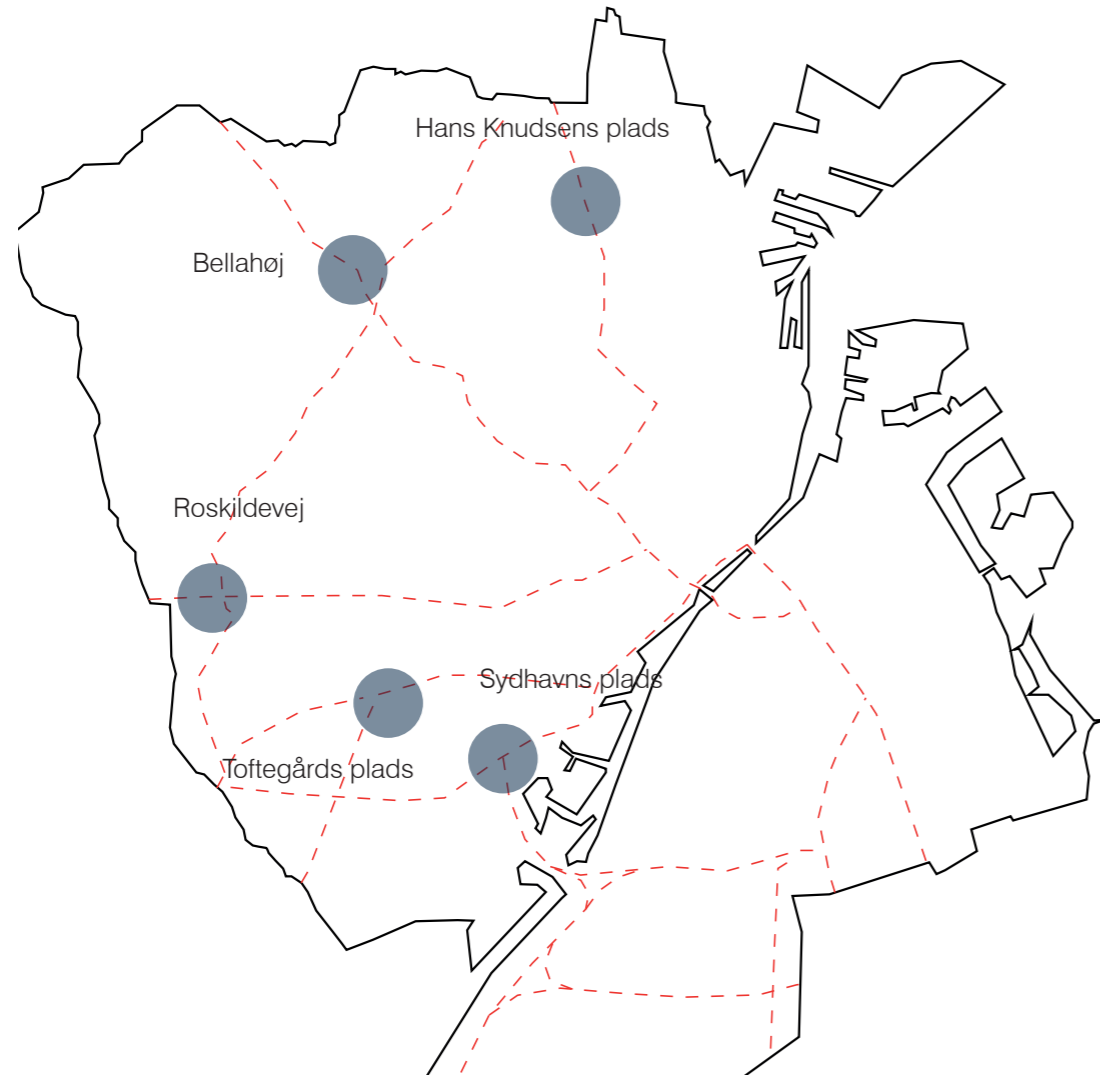 Hans Knudsens plads
Bellahøj
Roskildevej
Sydhavns plads
Toftegårds plads